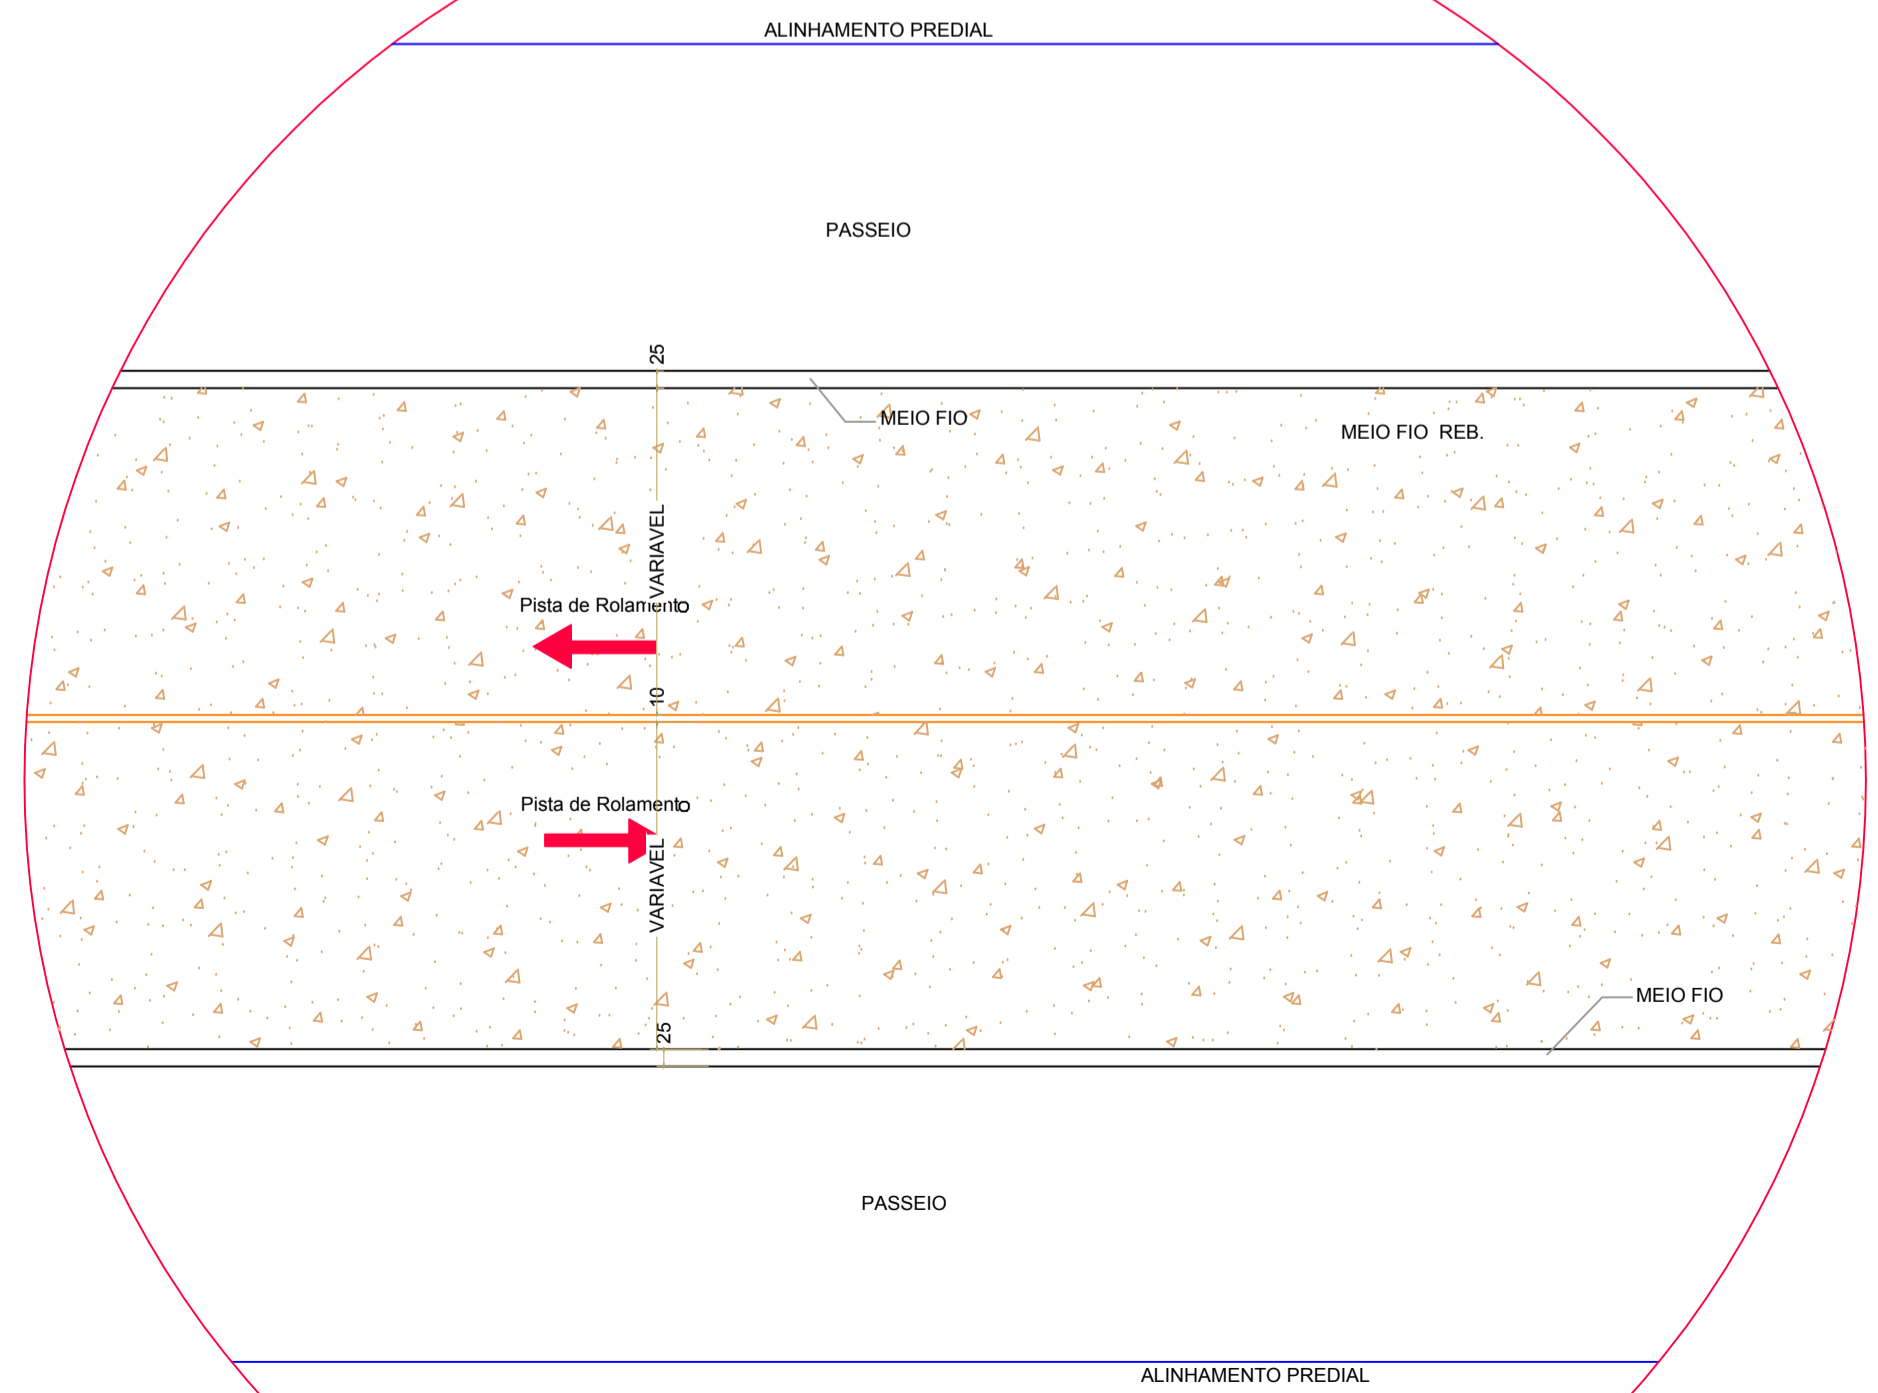 ALINHAMENTO PREDIAL
PASSEIO
25
MEIO FIO
MEIO FIO  REB.
VARIAVEL
Pista de Rolamento
10
Pista de Rolamento
VARIAVEL
MEIO FIO
25
PASSEIO
ALINHAMENTO PREDIAL